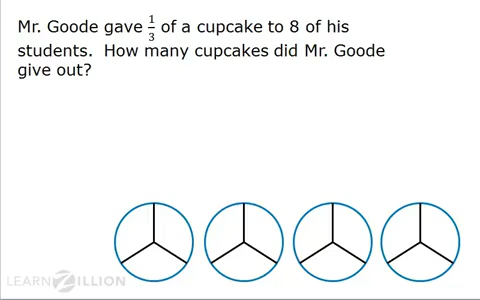 Mr. Goode gave 1/3 of a cupcake to 8 of his
students. How many cupcakes did Mr. Goode
give out?
LEARNZILLION